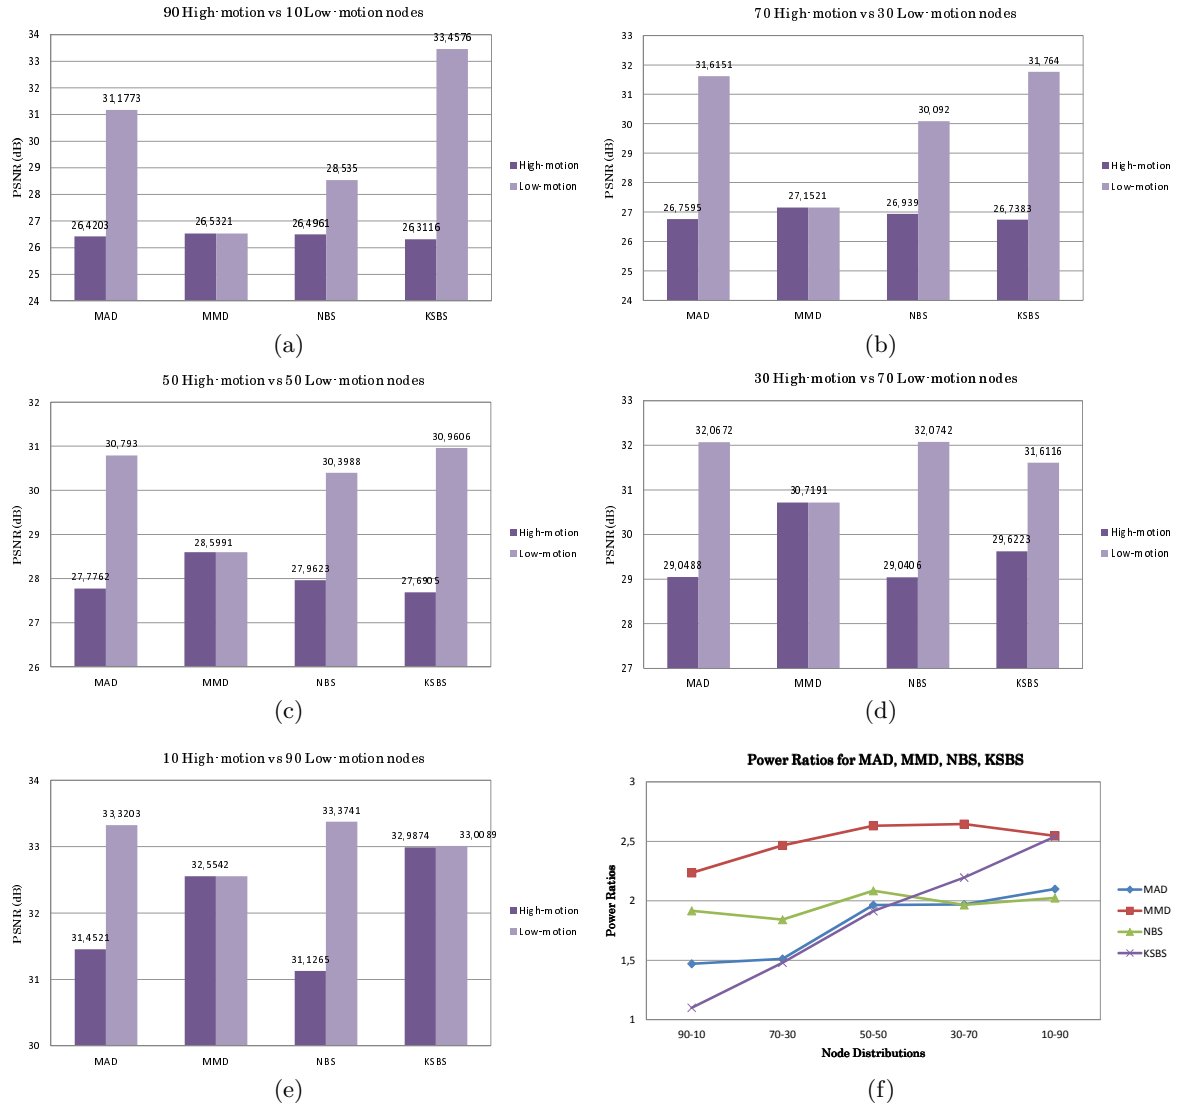 90 High-motion vs 10 Low-motion nodes
PSNR (dB)
34
33
32
31
30
29
28
27
26
25
24
26,4203
31,1773
26,5321
26,4961
28,535
26,3116
33,4576
MAD
MMD
NBS
KSBS
High-motion
Low-motion
(a)
70 High-motion vs 30 Low-motion nodes
PSNR (dB)
33
32
31
30
29
28
27
26
25
24
26,7595
31,6151
27,1521
26,939
30,092
26,7383
31,764
MAD
MMD
NBS
KSBS
High-motion
Low-motion
(b)
50 High-motion vs 50 Low-motion nodes
PSNR (dB)
32
31
30
29
28
27
26
27,7762
30,793
28,5991
27,9623
30,3988
27,6905
30,9606
MAD
MMD
NBS
KSBS
High-motion
Low-motion
(c)
30 High-motion vs 70 Low-motion nodes
PSNR (dB)
33
32
31
30
29
28
27
29,0488
32,0672
30,7191
29,0406
32,0742
29,6223
31,6116
MAD
MMD
NBS
KSBS
High-motion
Low-motion
(d)
10 High-motion vs 90 Low-motion nodes
PSNR (dB)
34
33
32
31
30
31,4521
33,3203
32,5542
31,1265
33,3741
32,9874
33,0089
MAD
MMD
NBS
KSBS
High-motion
Low-motion
(e)
Power Ratios for MAD, MMD, NBS, KSBS
Power Ratios
3
2,5
2
1,5
1
90-10
70-30
50-50
30-70
10-90
Node Distributions
MAD
MMD
NBS
KSBS
(f)